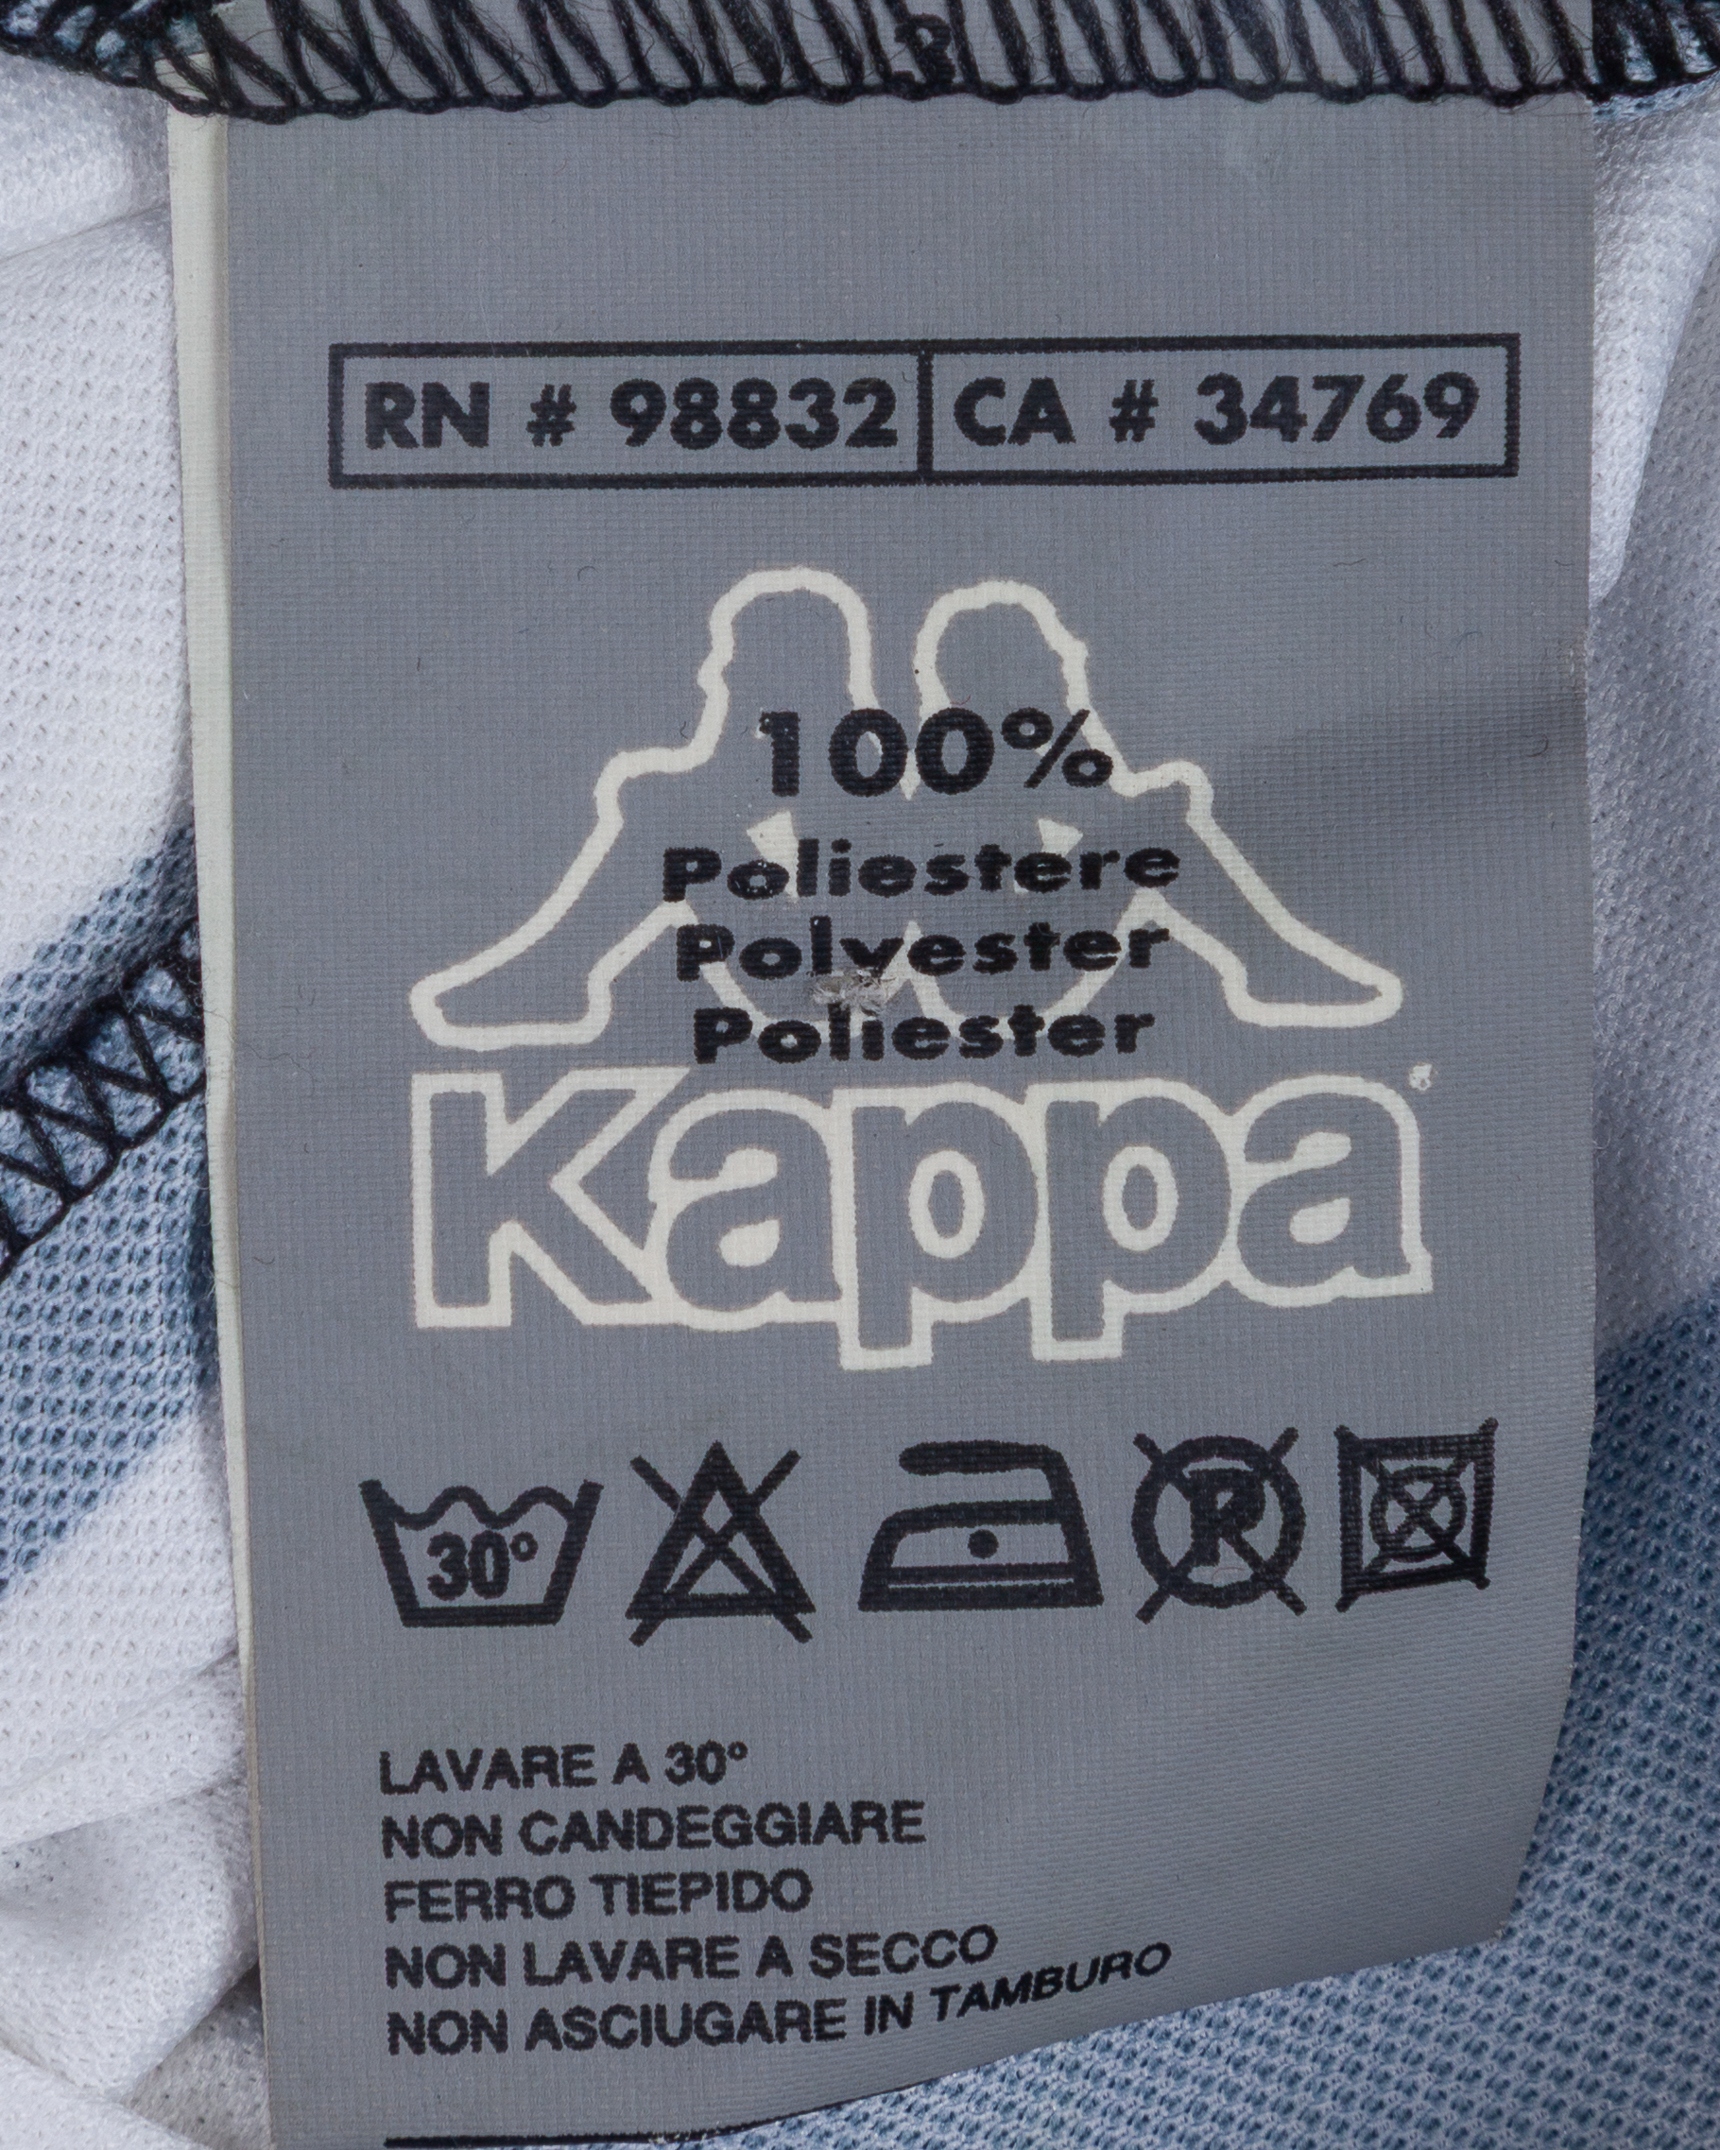 RN # 98832 CA # 34769
100%
Poliestere
Polyester
Poliester
Kappa
30°
R
LAVARE A 30°
NON CANDEGGIARE
FERRO TIEPIDO
NON LAVARE A SECCO
NON ASCIUGARE IN TAMBURO